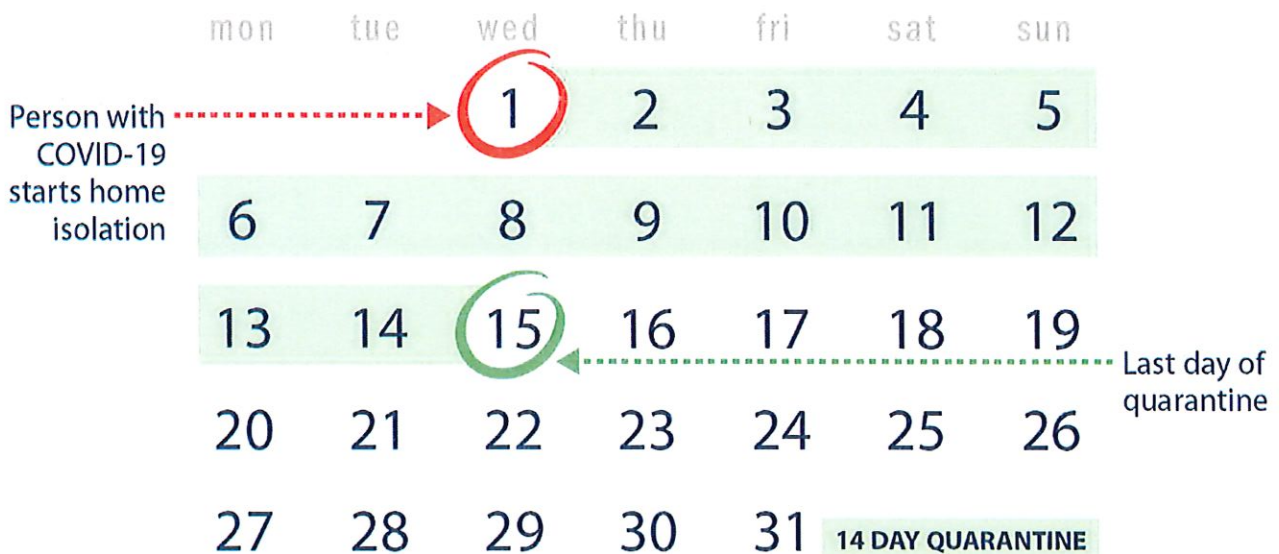 mon tue wed thu fri sat sun
Person with
COVID-19
starts home
isolation
1 2 3 4 5
6 7 8 9 10 11 12
13 14 15 16 17 18 19
Last day of
quarantine
20 21 22 23 24 25 26
27 28 29 30 31
14 DAY QUARANTINE